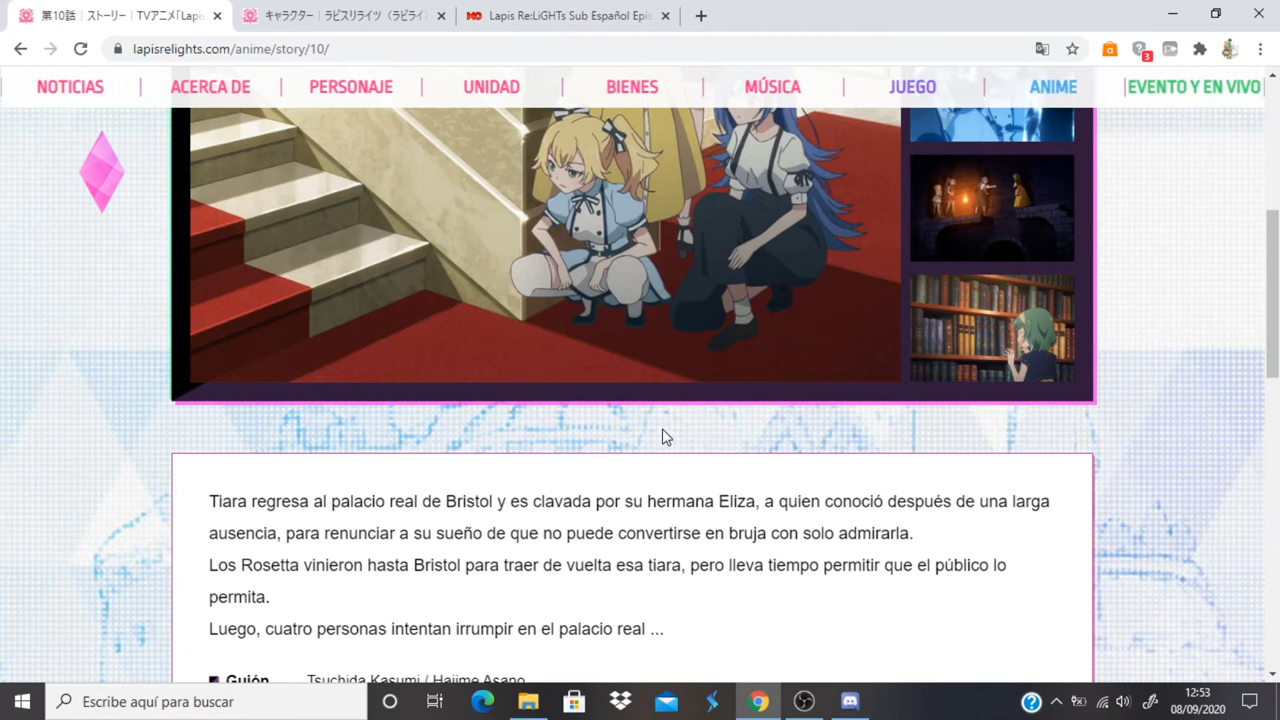 第10話｜ストーリー｜TVアニメ「Lapis
キャラクター｜ラピスリライツ（ラピライ
Lapis Re:LiGHTs Sub Español Epis
lapisrelights.com/anime/story/10/
3
NOTICIAS
ACERCA DE
PERSONAJE
UNIDAD
BIENES
MÚSICA
JUEGO
ANIME
EVENTO Y EN VIVO
Tiara regresa al palacio real de Bristol y es clavada por su hermana Eliza, a quien conoció después de una larga
ausencia, para renunciar a su sueño de que no puede convertirse en bruja con solo admirarla.
Los Rosetta vinieron hasta Bristol para traer de vuelta esa tiara, pero lleva tiempo permitir que el público lo
permita.
Luego, cuatro personas intentan irrumpir en el palacio real ...
Guión Tsuchida Kasumi / Hajime Asano
Escribe aquí para buscar
12:53
08/09/2020